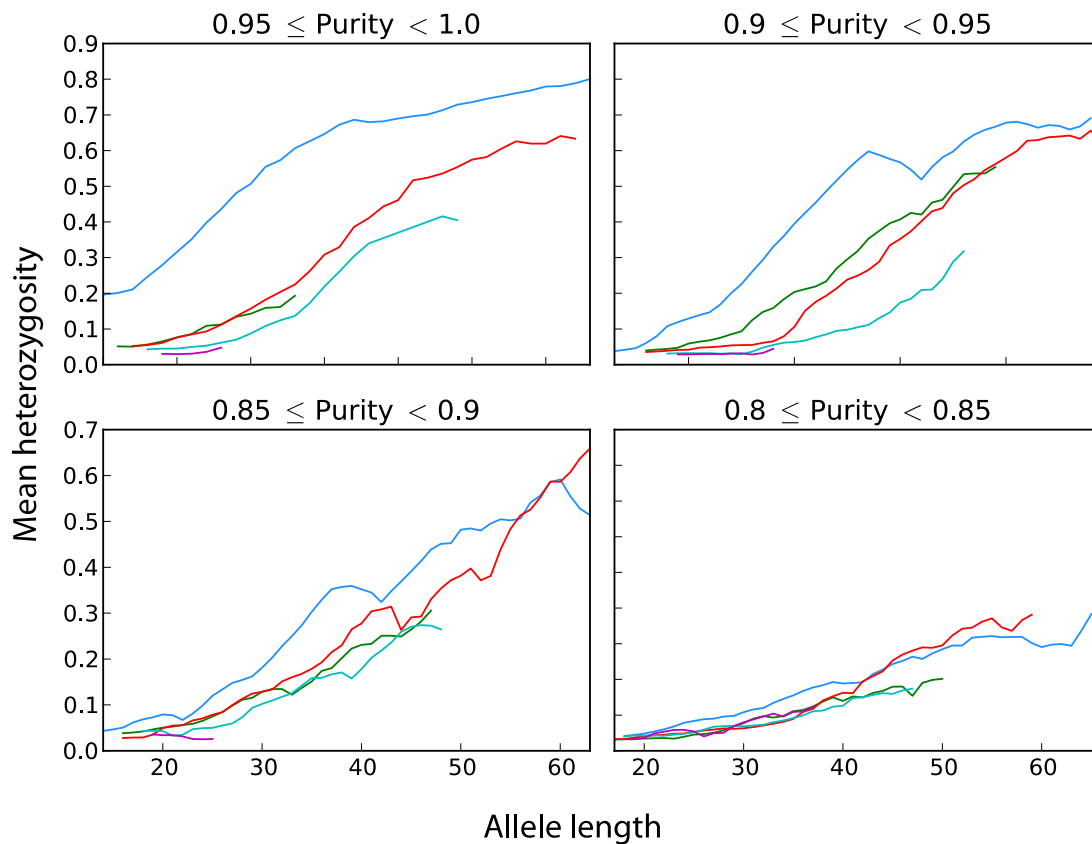 0.95 ≤ Purity < 1.0
0.9 ≤ Purity < 0.95
0.9
0.8
0.7
0.6
0.5
0.4
0.3
0.2
0.1
0.0
Mean heterozygosity
0.85 ≤ Purity < 0.9
0.8 ≤ Purity < 0.85
0.7
0.6
0.5
0.4
0.3
0.2
0.1
0.0
20 30 40 50 60
20 30 40 50 60
Allele length